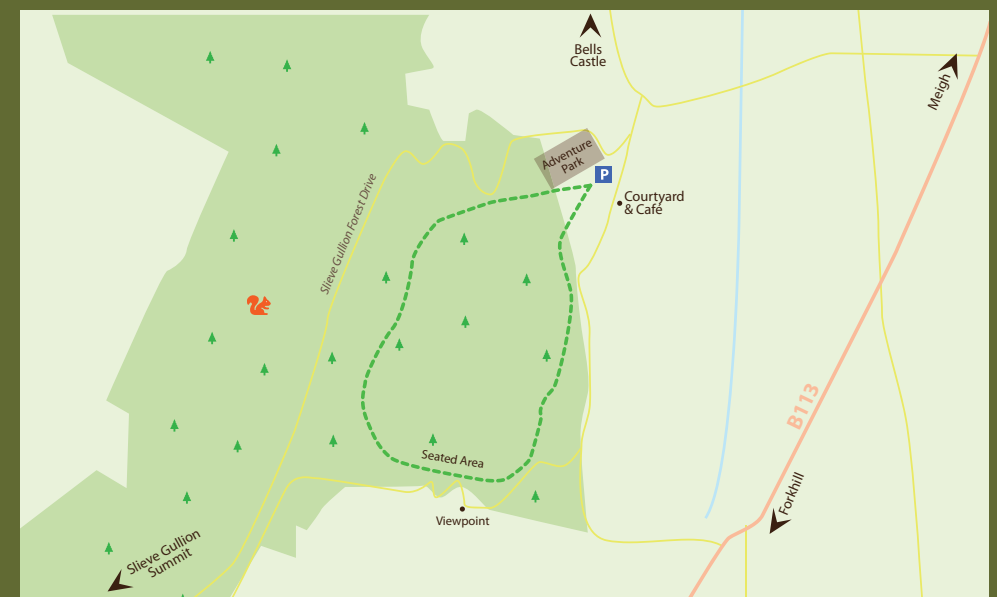 Bells
Castle
Meigh
Adventure
Park
P
Courtyard
& Café
Slieve Gullion Forest Drive
B113
Seated Area
Forkhill
Viewpoint
Slieve Gullion
Summit